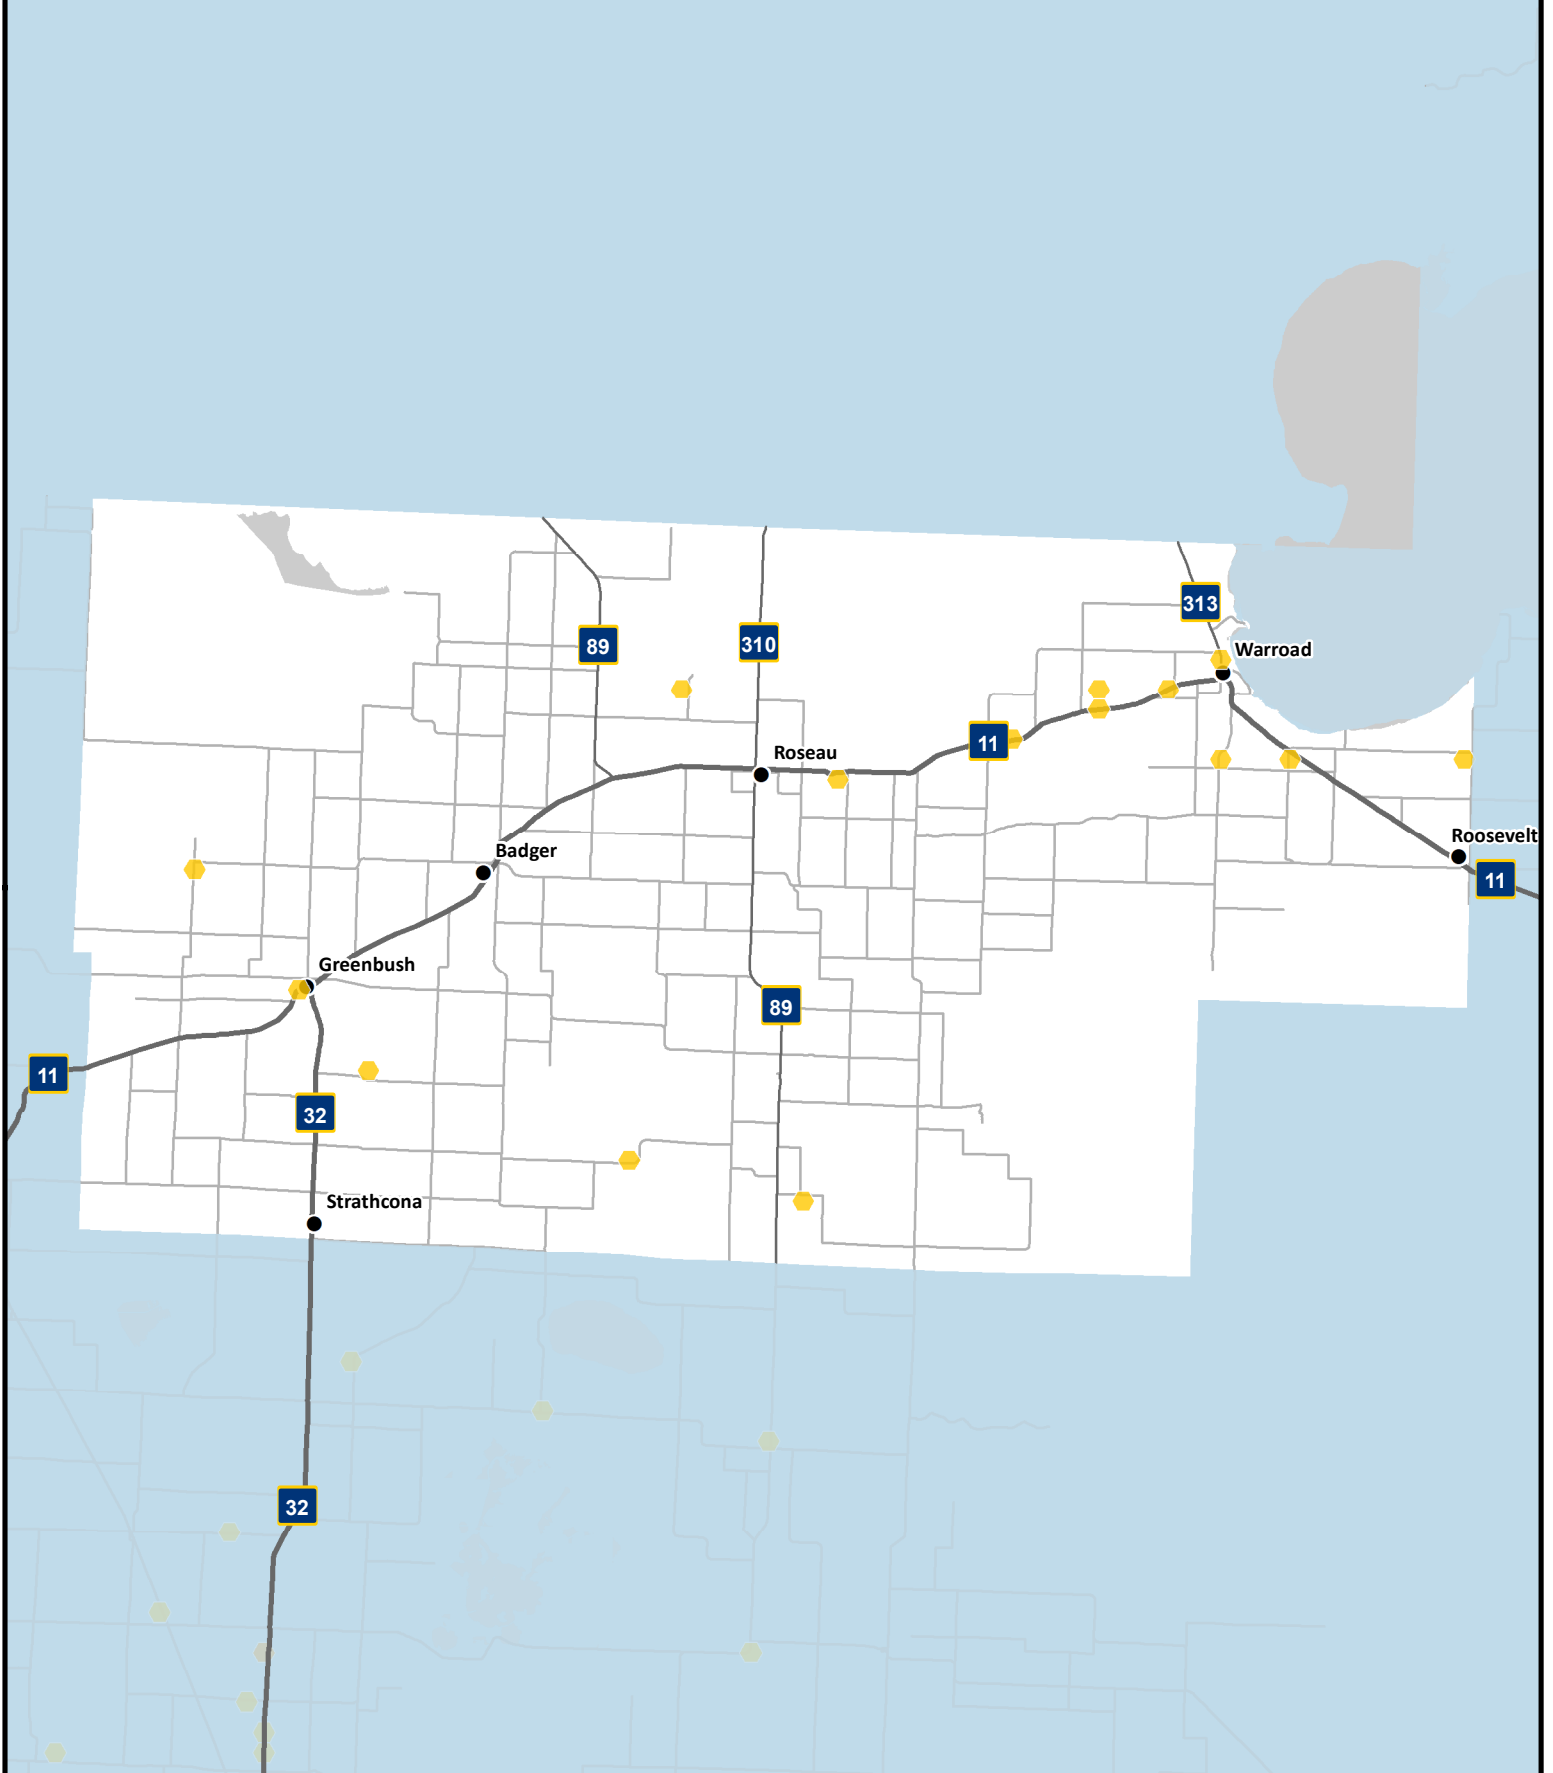 313
89
310
Warroad
11
Roseau
Roosevelt
Badger
11
Greenbush
89
11
32
Strathcona
32